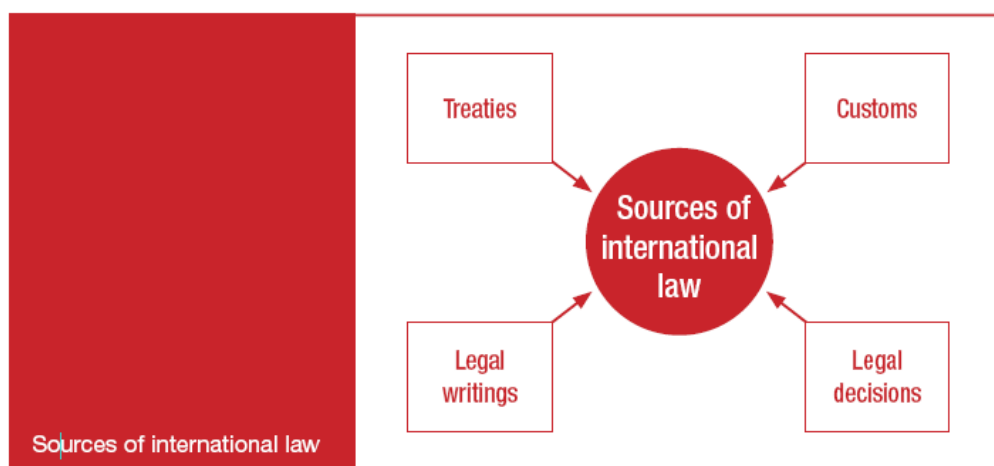 Treaties
Customs
Sources of
international
law
Legal
writings
Legal
decisions
Sources of international law